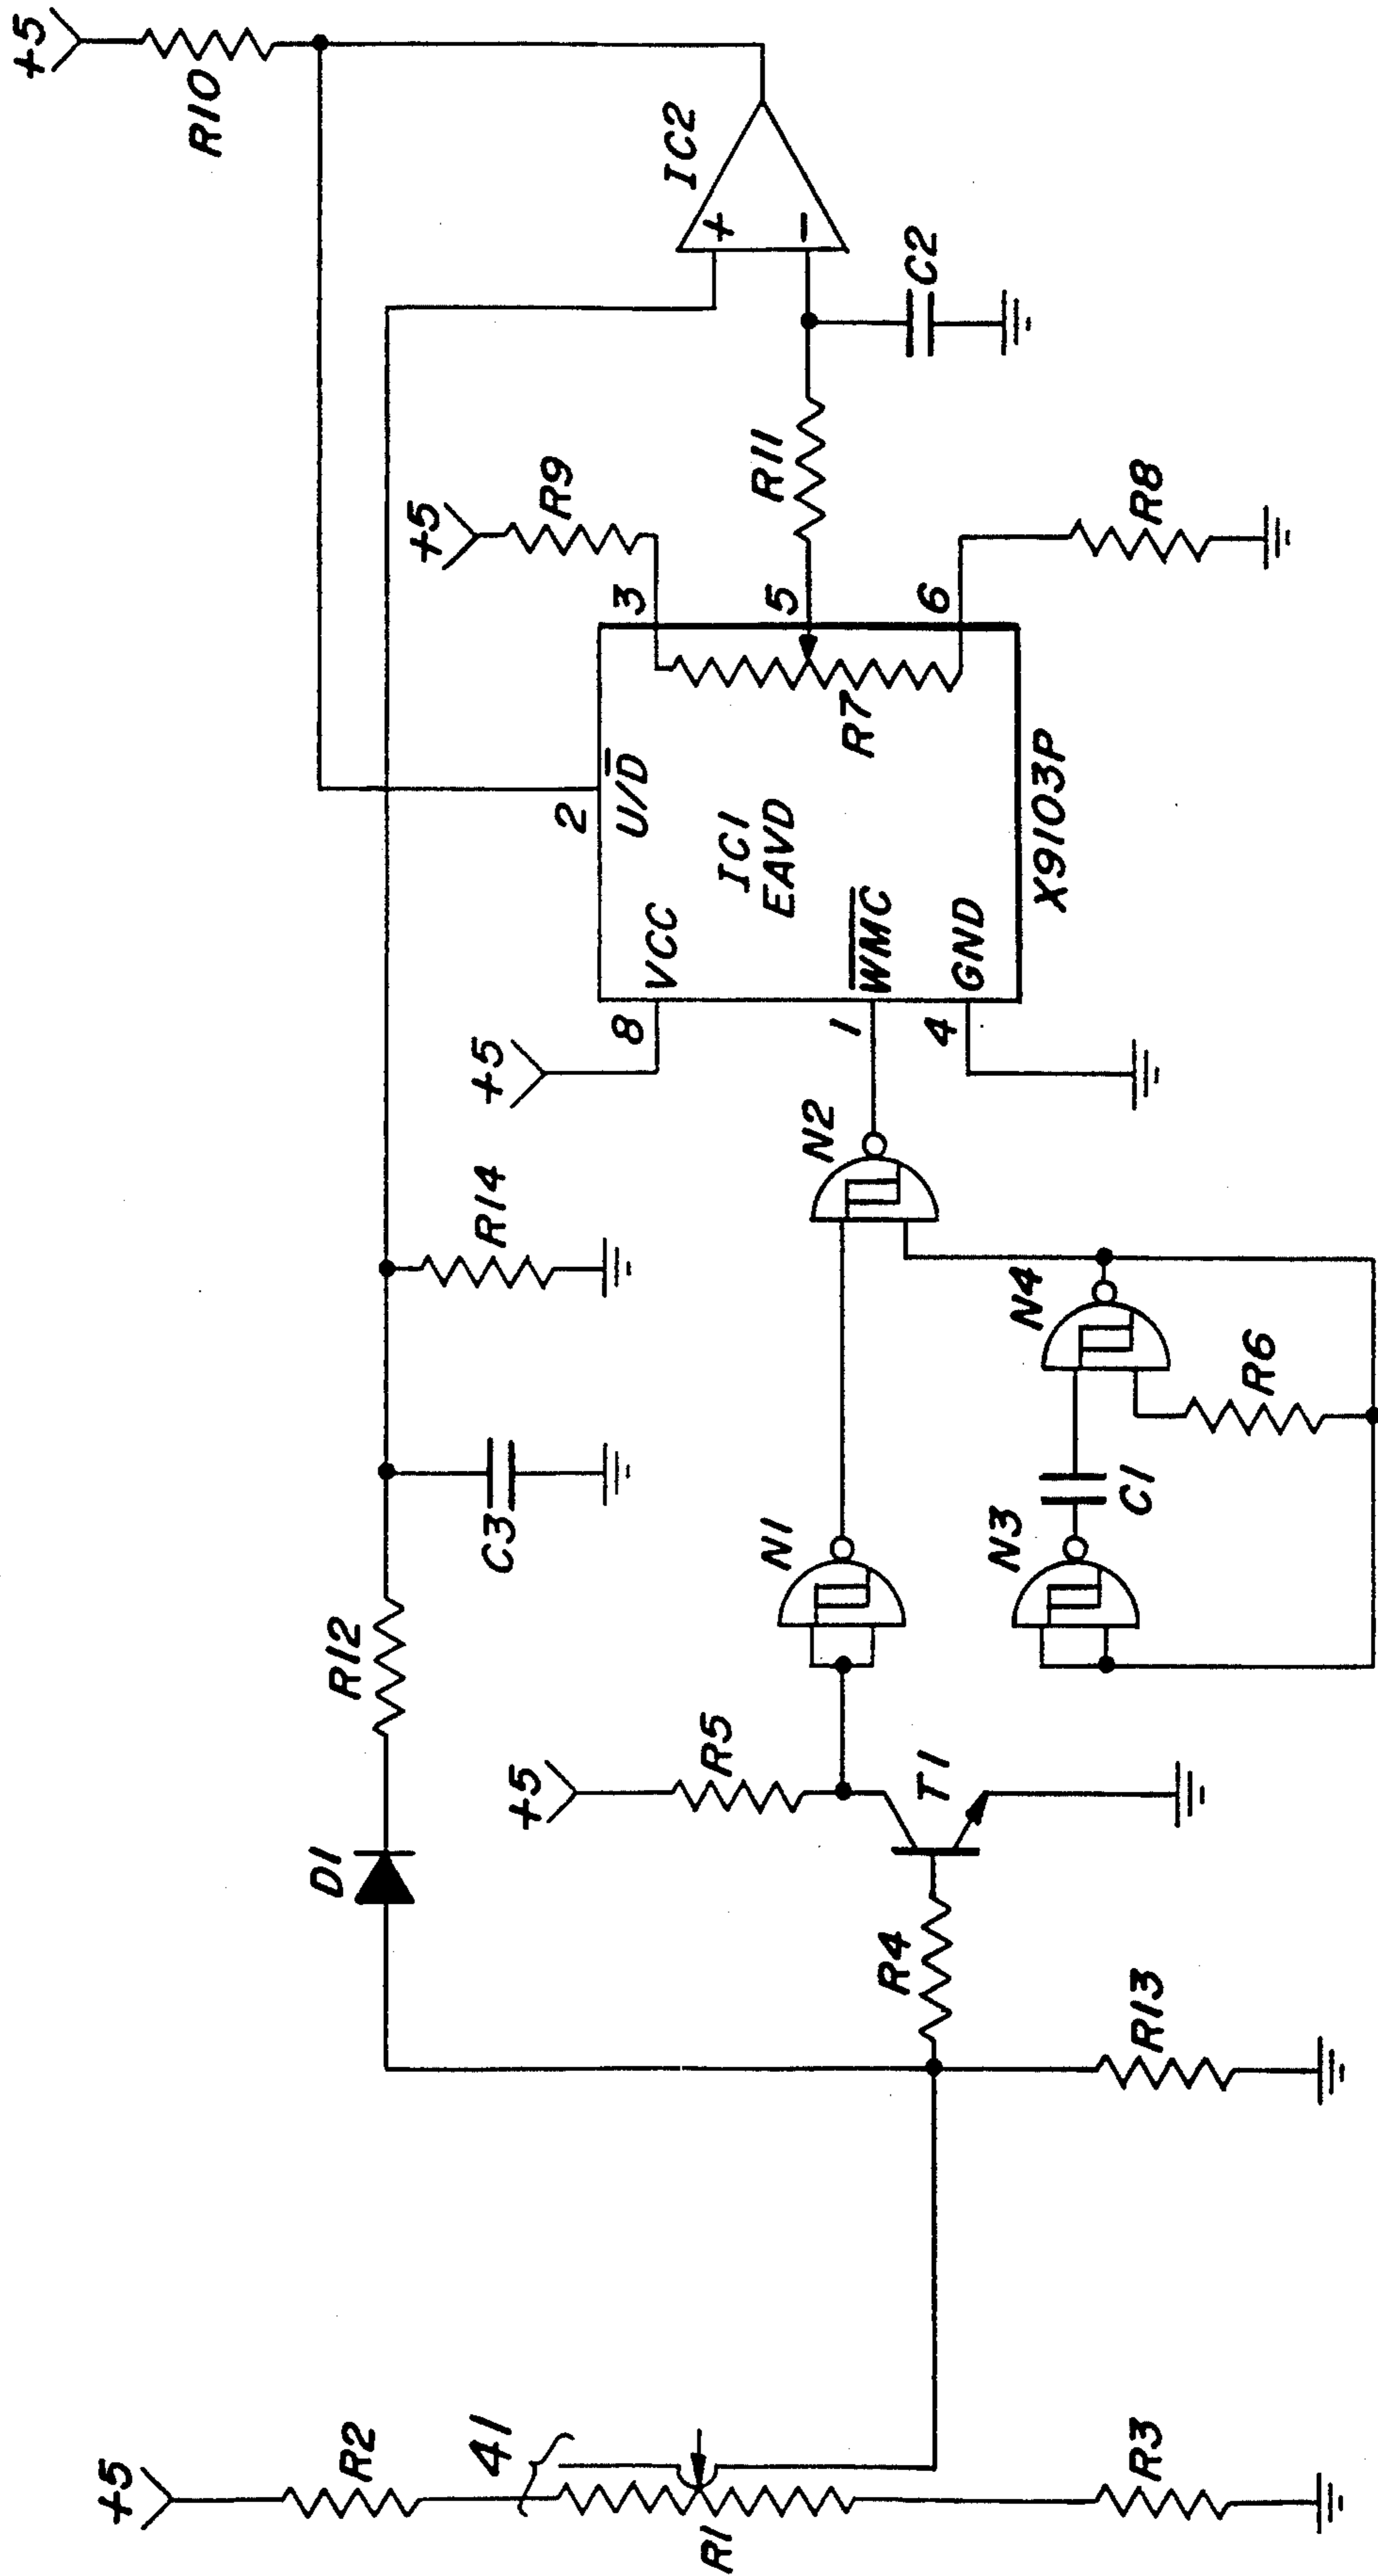 +5
R10
IC2
+
-
C2
+5
R9
R11
R8
3
5
6
2
U/D̅
R7
IC1
EAVD
VCC
W̅M̅C̅
GND
X9103P
8
1
4
+5
N2
R14
N4
R6
C3
N1
N3
C1
R12
R5
+5
T1
D1
R4
R13
+5
R2
41
R1
R3